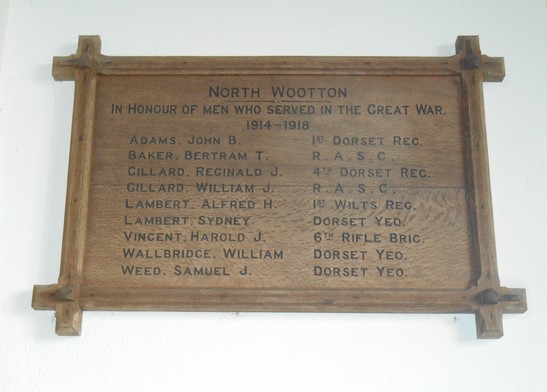 NORTH WOOTTON
IN HONOUR OF MEN WHO SERVED IN THE GREAT WAR.
1914-1918
ADAMS, JOHN B. 1ST DORSET REG.
BAKER, BERTRAM T. R.A.S.C.
GILLARD, REGINALD J. 4TH DORSET REG.
GILLARD, WILLIAM J. R.A.S.C.
LAMBERT, ALFRED H. 1ST WILTS REG.
LAMBERT, SYDNEY DORSET YEO.
VINCENT, HAROLD J. 6TH RIFLE BRIG.
WALLBRIDGE, WILLIAM DORSET YEO.
WEED, SAMUEL J. DORSET YEO.